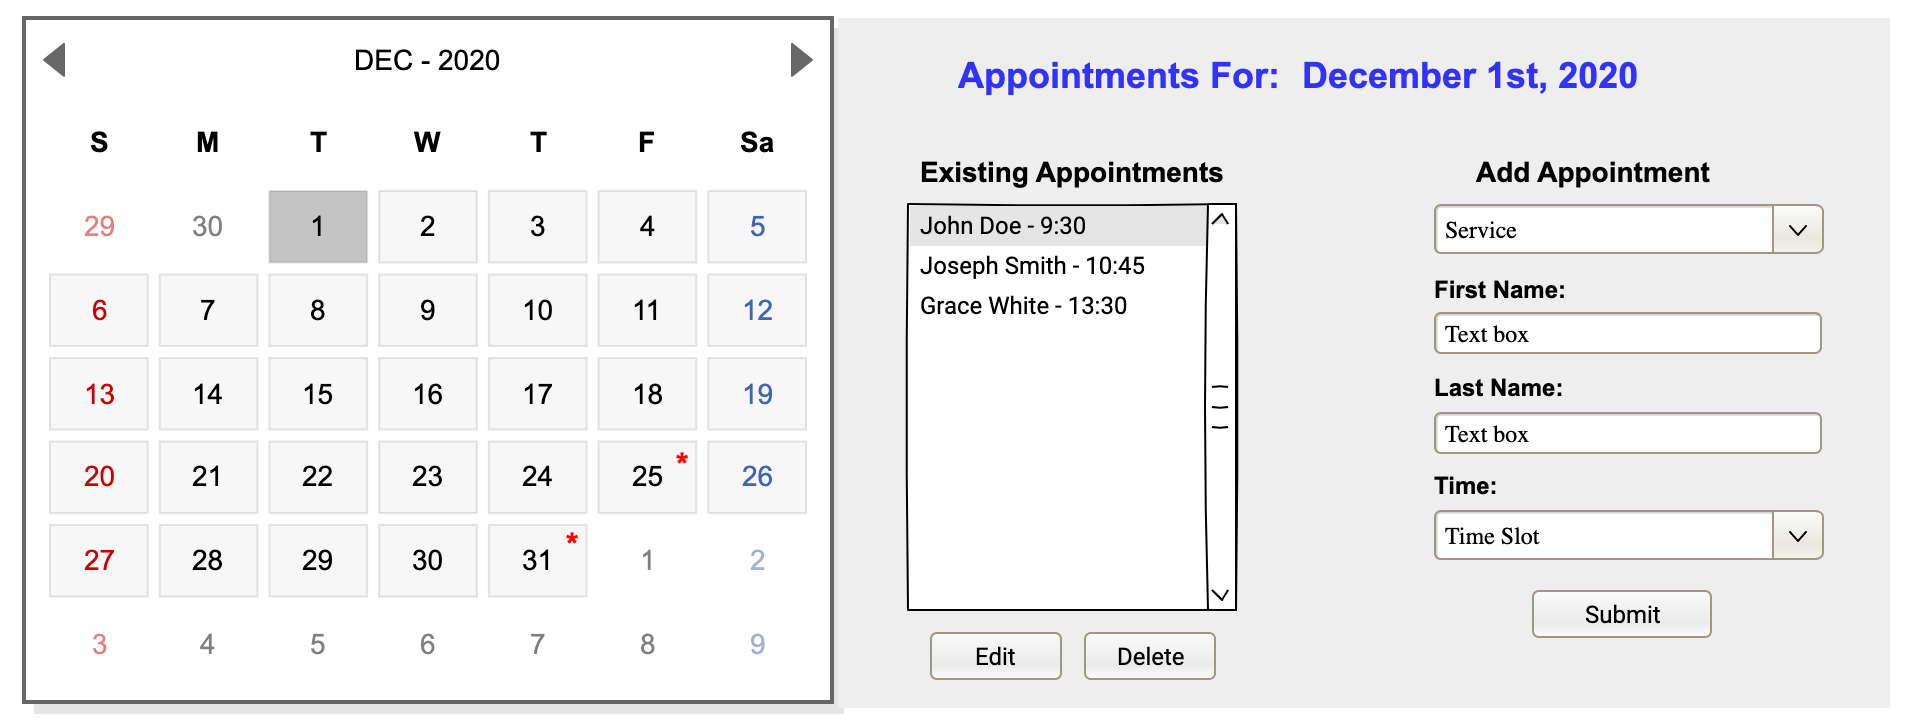 DEC - 2020
S M T W T F Sa
29 30 1 2 3 4 5
6 7 8 9 10 11 12
13 14 15 16 17 18 19
20 21 22 23 24 25 * 26
27 28 29 30 31 * 1 2
3 4 5 6 7 8 9
Appointments For: December 1st, 2020
Existing Appointments
John Doe - 9:30
Joseph Smith - 10:45
Grace White - 13:30
Edit Delete
Add Appointment
Service
First Name:
Text box
Last Name:
Text box
Time:
Time Slot
Submit